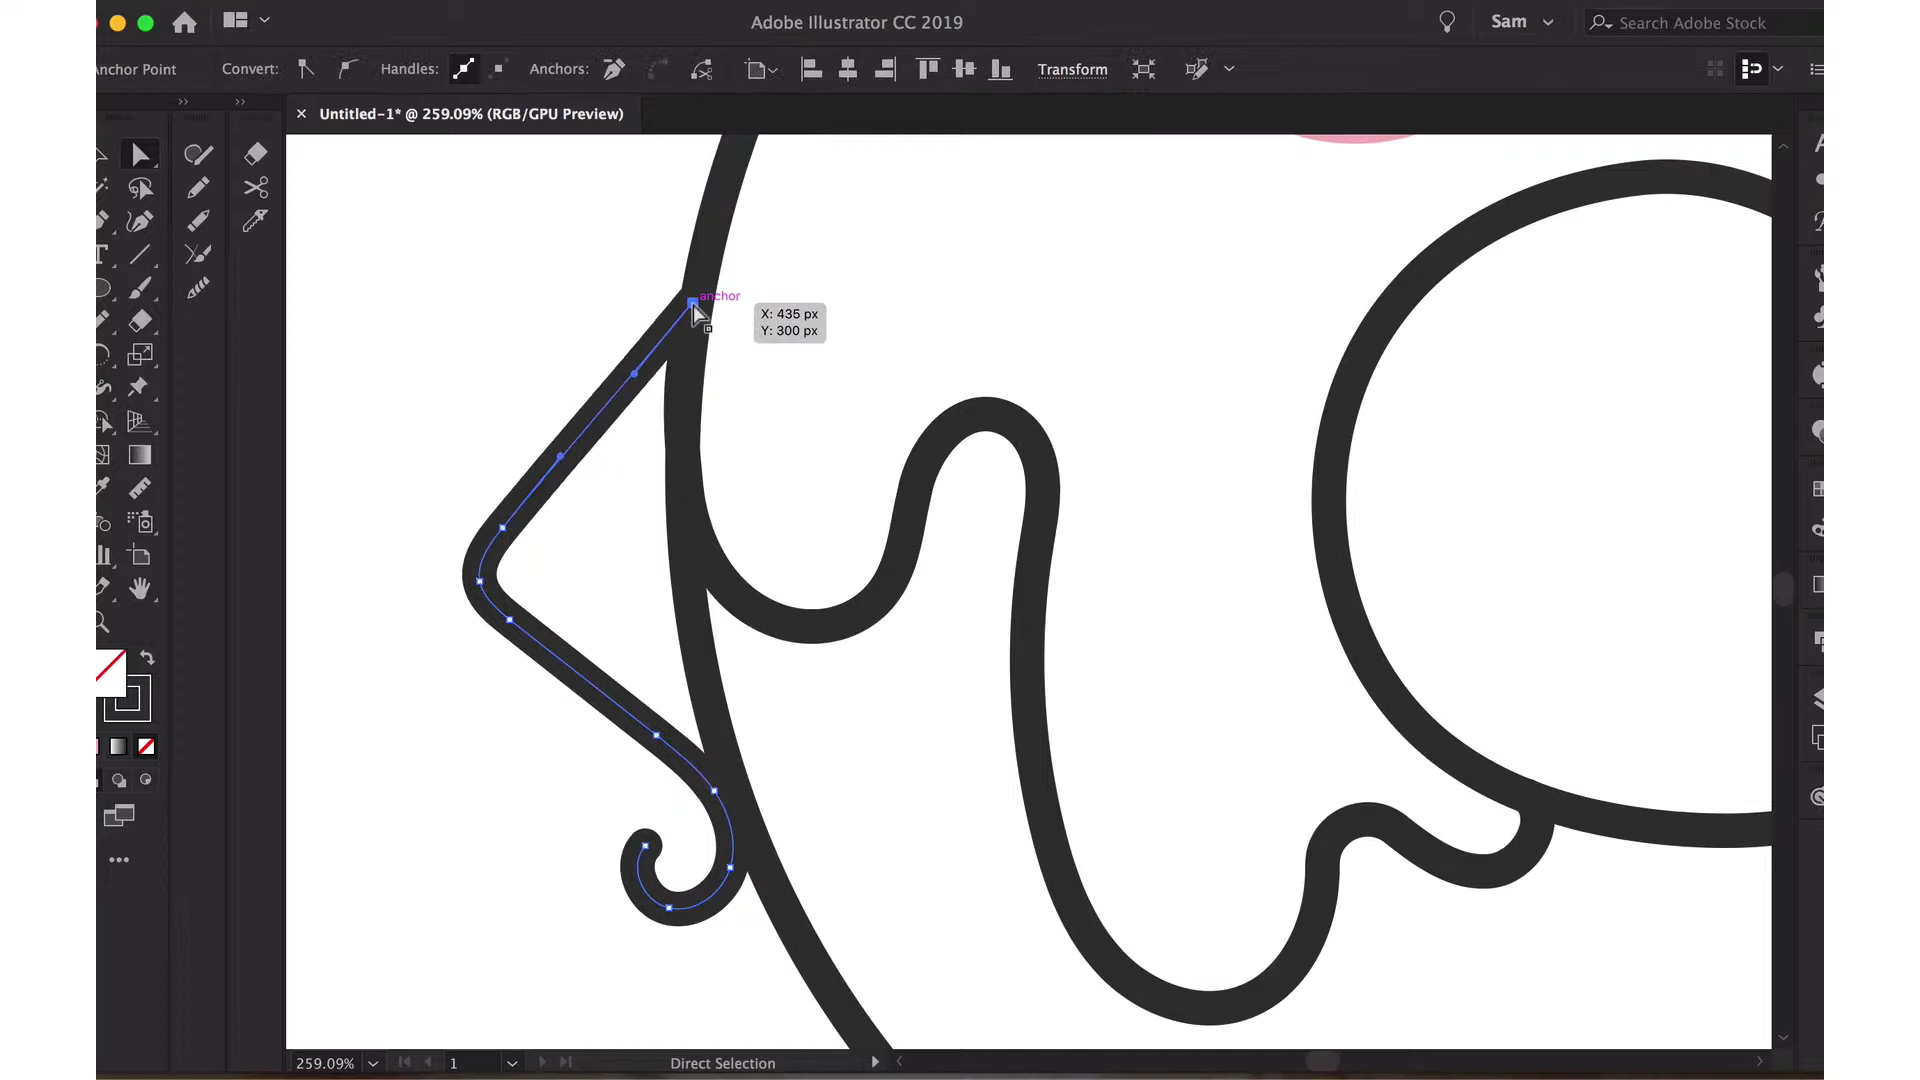 Adobe Illustrator CC 2019
Sam
Search Adobe Stock
nchor Point
Convert:
Handles:
Anchors:
Transform
× Untitled-1* @ 259.09% (RGB/GPU Preview)
anchor
X: 435 px
Y: 300 px
259.09%
1
Direct Selection